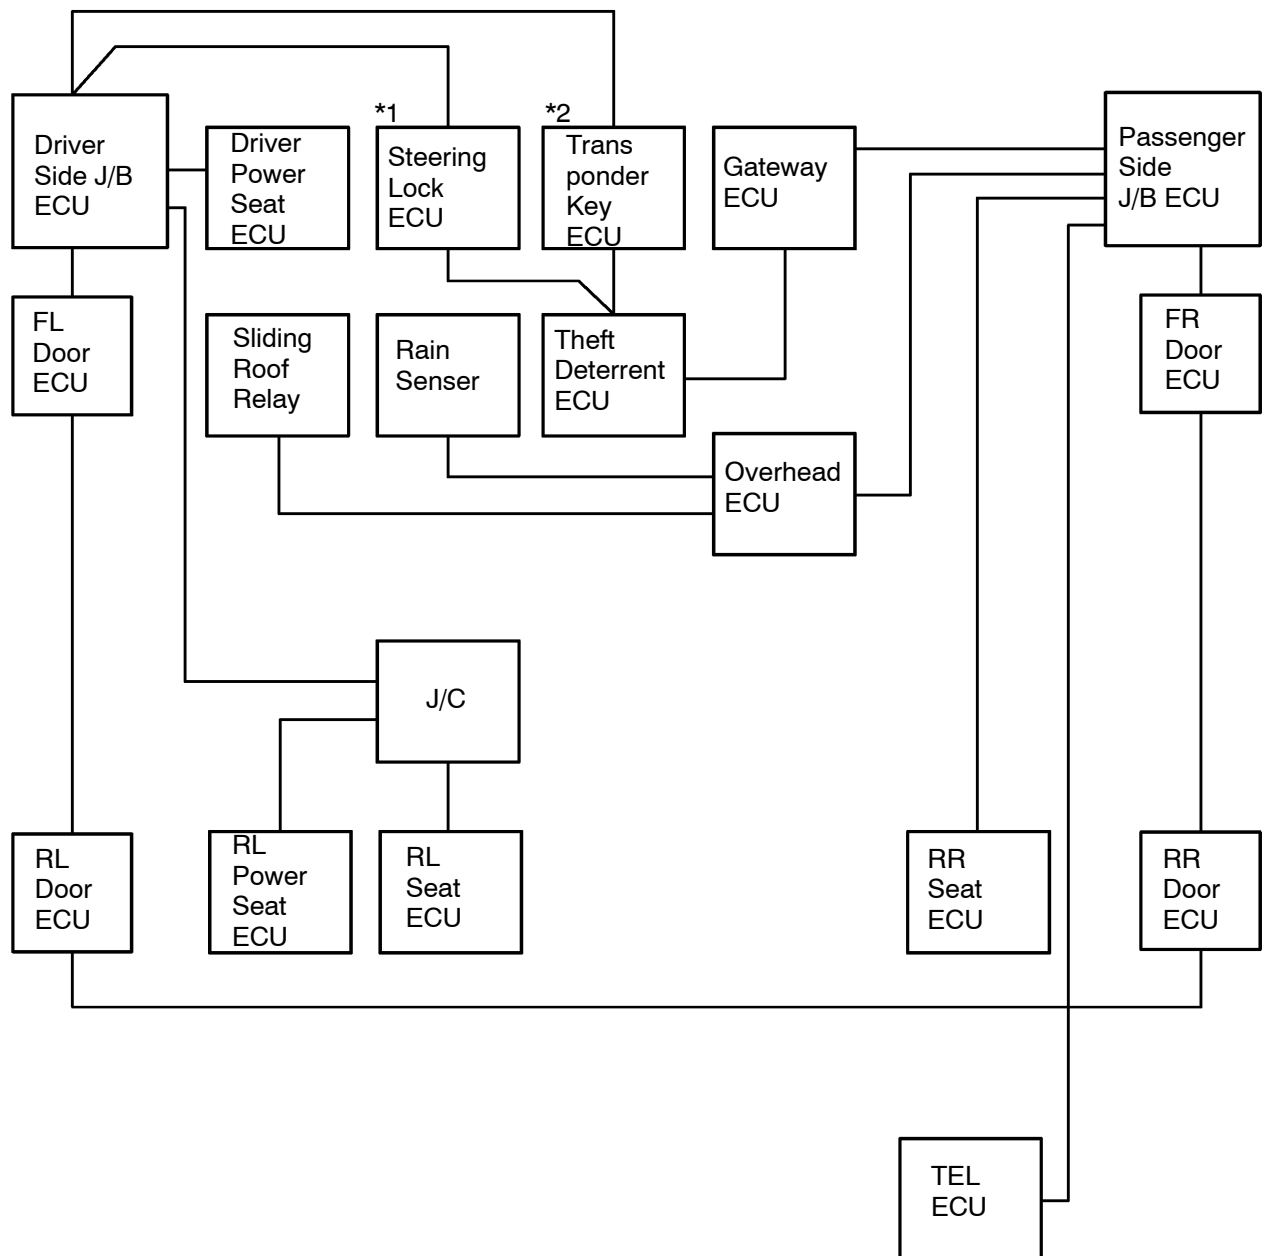 *1
*2
Driver
Side J/B
ECU
Driver
Power
Seat
ECU
Steering
Lock
ECU
Trans
ponder
Key
ECU
Gateway
ECU
Passenger
Side
J/B ECU
FL
Door
ECU
Sliding
Roof
Relay
Rain
Senser
Theft
Deterrent
ECU
FR
Door
ECU
Overhead
ECU
J/C
RL
Door
ECU
RL
Power
Seat
ECU
RL
Seat
ECU
RR
Seat
ECU
RR
Door
ECU
TEL
ECU